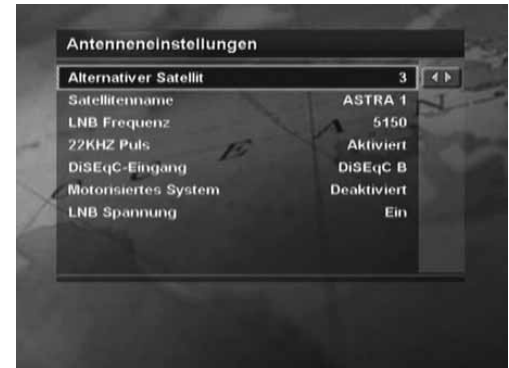 Antenneneinstellungen
Alternativer Satellit 3
Satellitenname ASTRA 1
LNB Frequenz 5150
22KHZ Puls Aktiviert
DiSEqC-Eingang DiSEqC B
Motorisiertes System Deaktiviert
LNB Spannung Ein